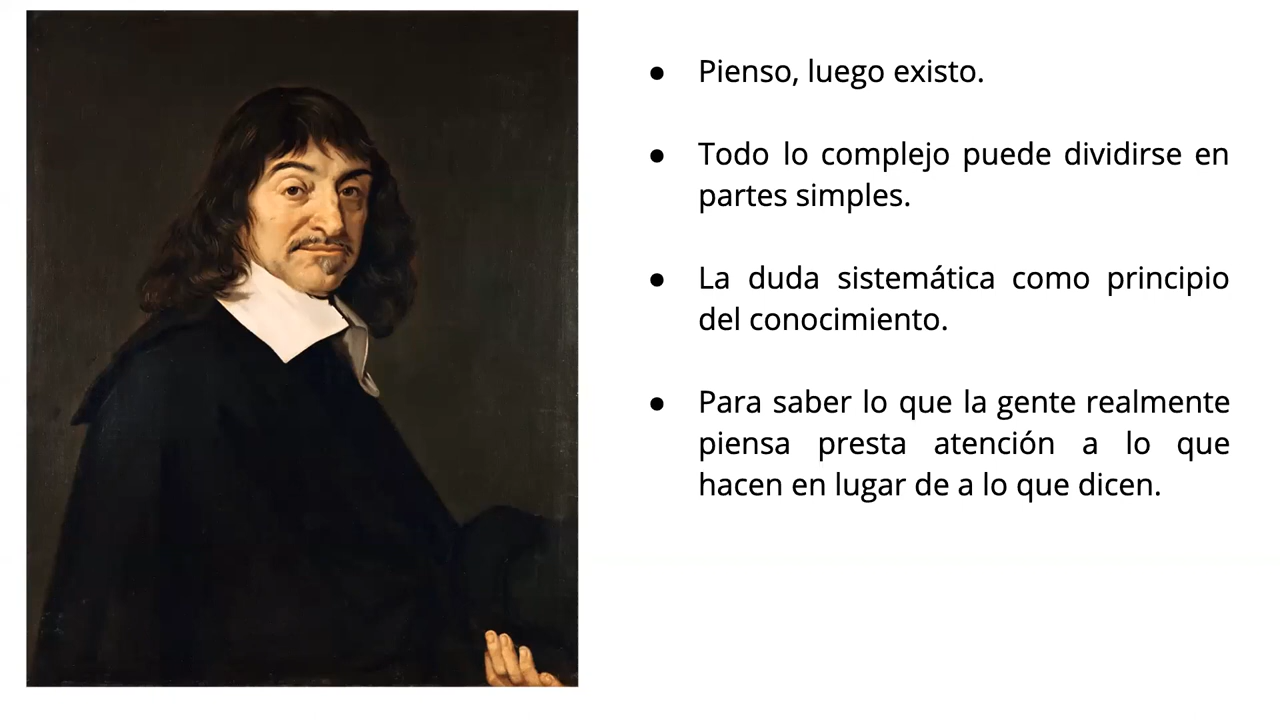 ● Pienso, luego existo.
● Todo lo complejo puede dividirse en
partes simples.
● La duda sistemática como principio
del conocimiento.
● Para saber lo que la gente realmente
piensa presta atención a lo que
hacen en lugar de a lo que dicen.